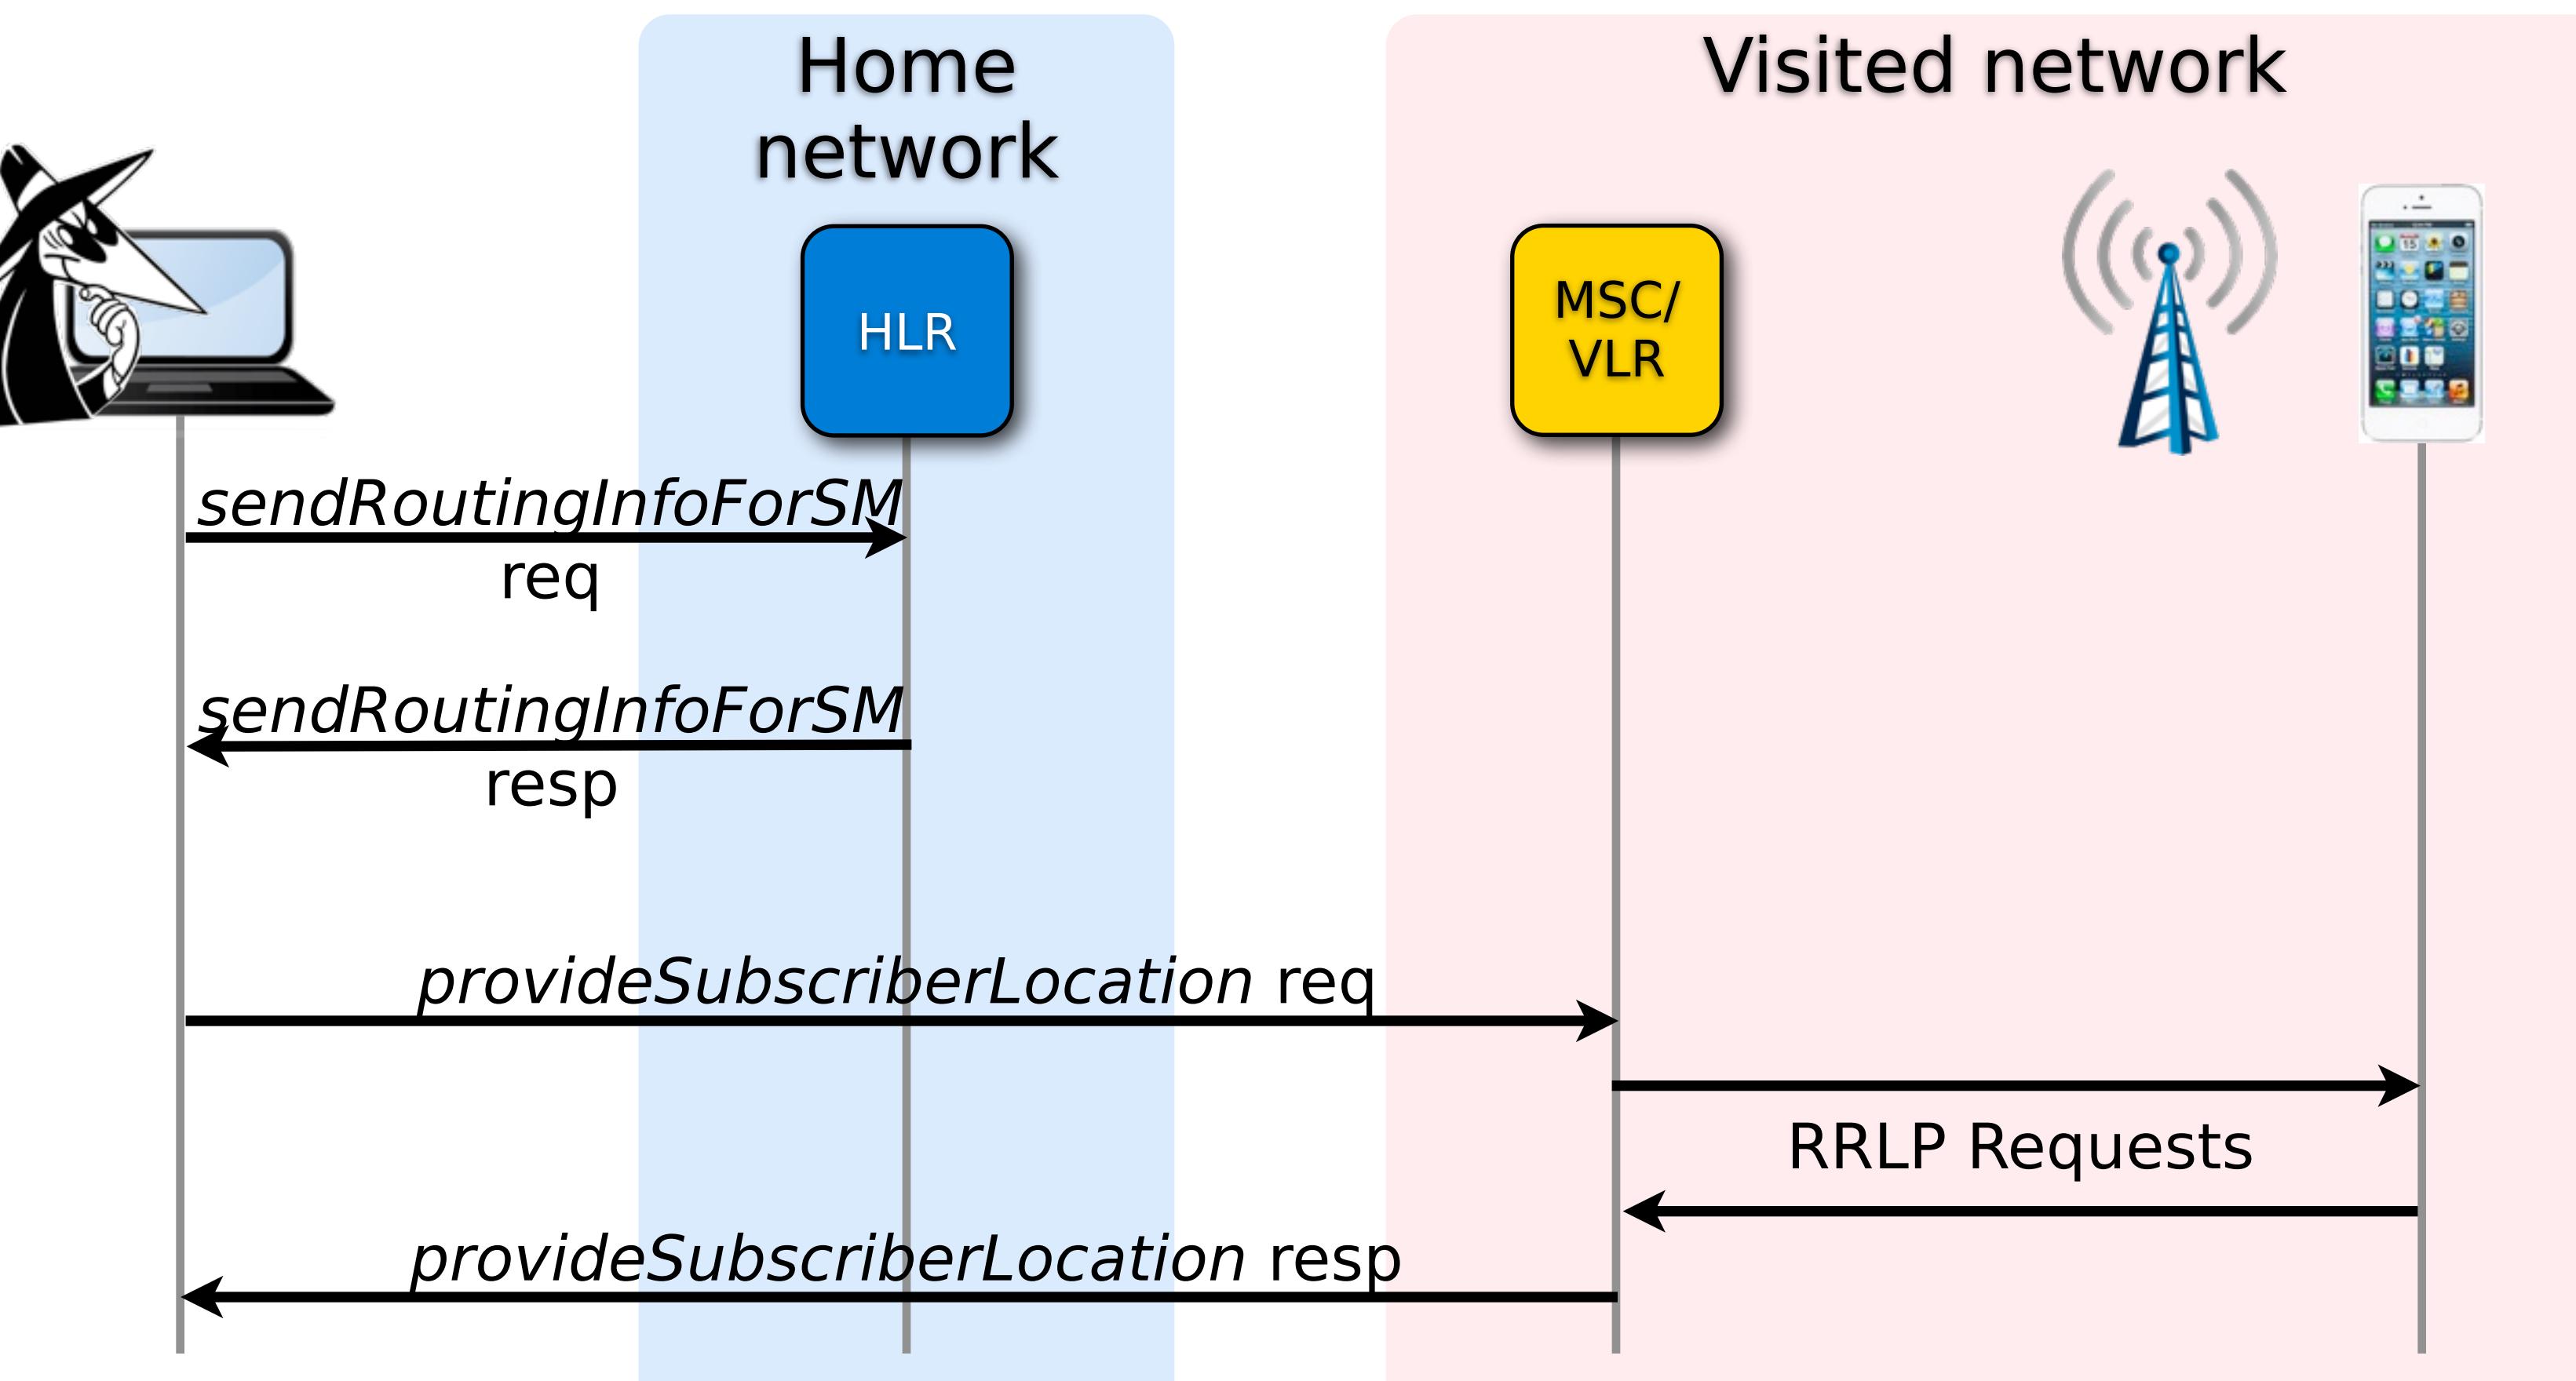 Home
network
Visited network
HLR
MSC/
VLR
sendRoutingInfoForSM
req
sendRoutingInfoForSM
resp
provideSubscriberLocation req
RRLP Requests
provideSubscriberLocation resp